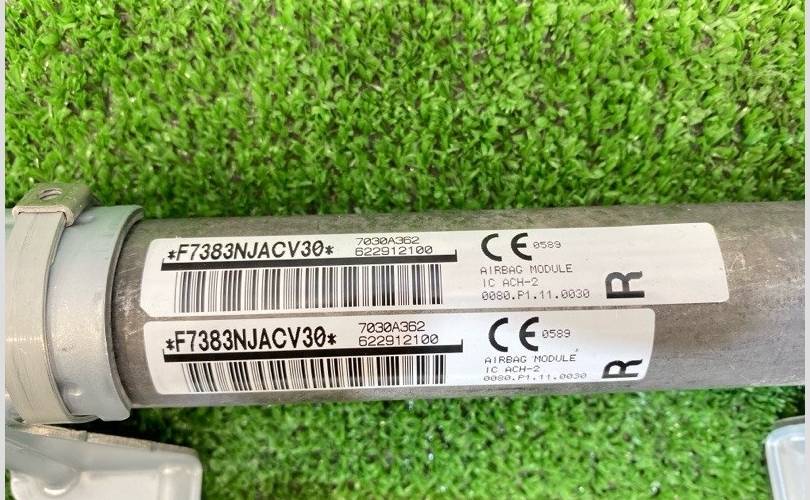 *F7383NJACV30*
7030A362
622912100
CE 0589
AIRBAG MODULE
IC ACH-2
0080.P1.11.0030
R
*F7383NJACV30*
7030A362
622912100
CE 0589
AIRBAG MODULE
IC ACH-2
0080.P1.11.0030
R